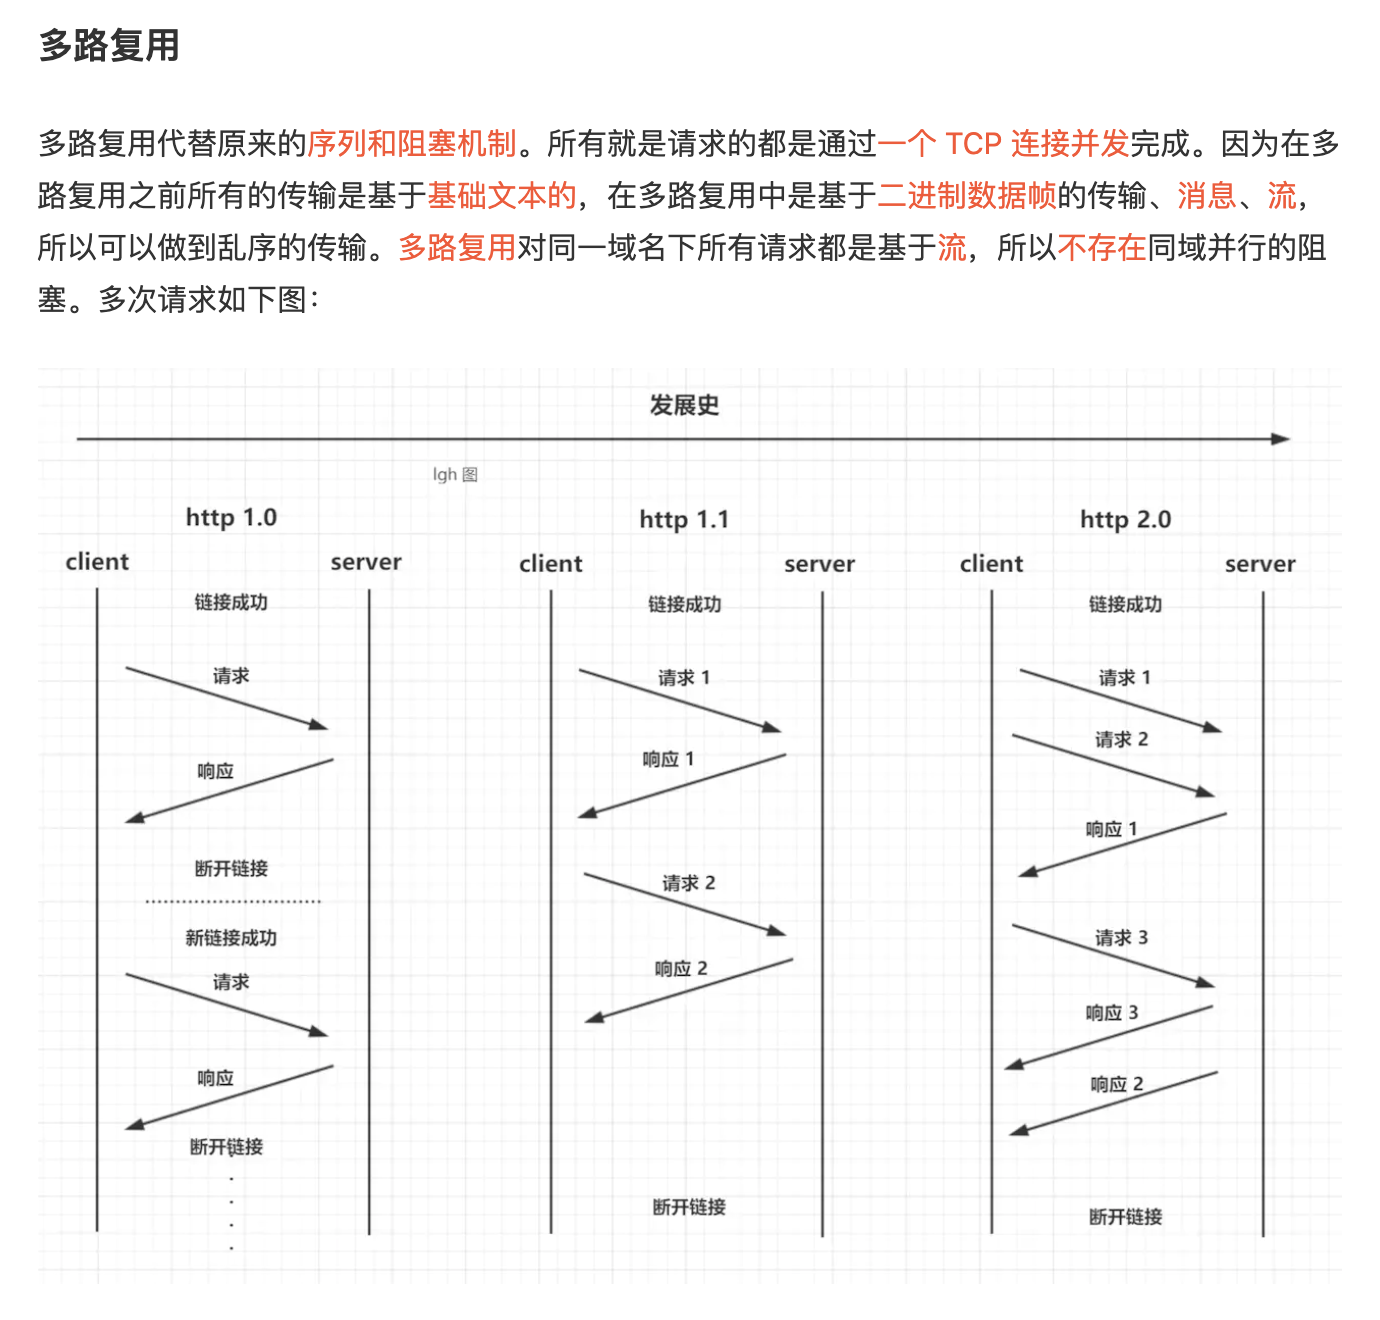 多路复用
多路复用代替原来的序列和阻塞机制。所有就是请求的都是通过一个 TCP 连接并发完成。因为在多
路复用之前所有的传输是基于基础文本的，在多路复用中是基于二进制数据帧的传输、消息、流，
所以可以做到乱序的传输。多路复用对同一域名下所有请求都是基于流，所以不存在同域并行的阻
塞。多次请求如下图：
发展史
lgh 图
http 1.0
client
server
链接成功
请求
响应
断开链接
新链接成功
请求
响应
断开链接
http 1.1
client
server
链接成功
请求 1
响应 1
请求 2
响应 2
断开链接
http 2.0
client
server
链接成功
请求 1
请求 2
响应 1
请求 3
响应 3
响应 2
断开链接